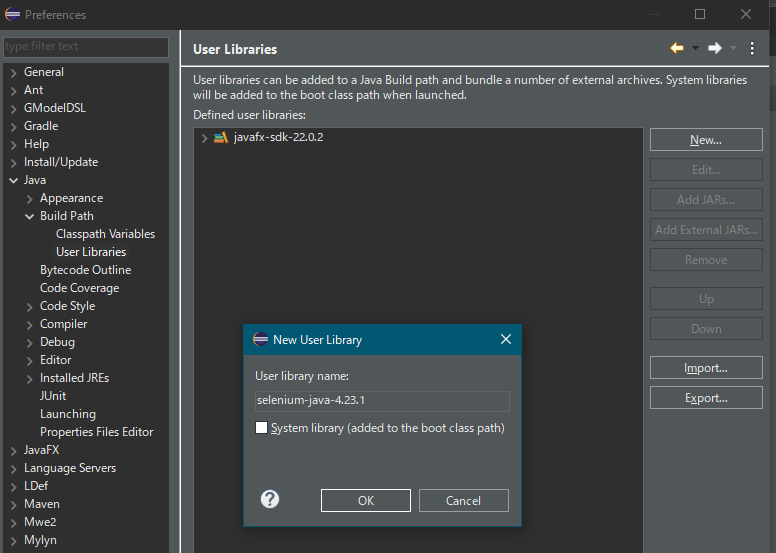 Preferences
type filter text
General
Ant
GModelDSL
Gradle
Help
Install/Update
Java
Appearance
Build Path
Classpath Variables
User Libraries
Bytecode Outline
Code Coverage
Code Style
Compiler
Debug
Editor
Installed JREs
JUnit
Launching
Properties Files Editor
JavaFX
Language Servers
LDef
Maven
Mwe2
Mylyn
User Libraries
User libraries can be added to a Java Build path and bundle a number of external archives. System libraries
will be added to the boot class path when launched.
Defined user libraries:
javafx-sdk-22.0.2
New...
Edit...
Add JARs...
Add External JARs...
Remove
Up
Down
Import...
Export...
New User Library
User library name:
selenium-java-4.23.1
System library (added to the boot class path)
?
OK
Cancel